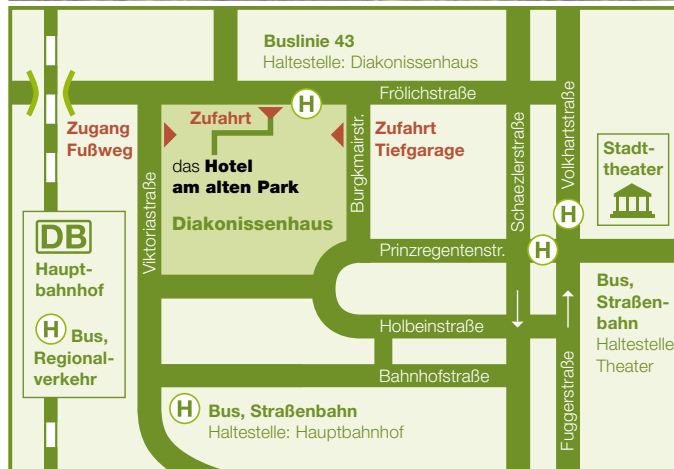 Buslinie 43
Haltestelle: Diakonissenhaus
H
Frölichstraße
Zugang
Fußweg
Zufahrt
Zufahrt
Tiefgarage
das Hotel
am alten Park
Diakonissenhaus
Viktoriastraße
Burgkmairstr.
Schaezlerstraße
Volkhartstraße
Stadt-
theater
H
H
Prinzregentenstr.
DB
Haupt-
bahnhof
H Bus,
Regional-
verkehr
Bus,
Straßen-
bahn
Haltestelle
Theater
Holbeinstraße
Bahnhofstraße
Fuggerstraße
H Bus, Straßenbahn
Haltestelle: Hauptbahnhof